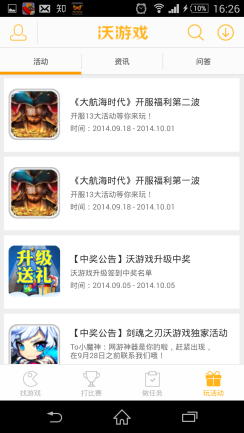 知 10% 16:26
沃游戏
活动 资讯 问答
《大航海时代》开服福利第二波
开服13大活动等你来玩！
时间：2014.09.18 - 2014.10.01
《大航海时代》开服福利第一波
开服13大活动等你来玩！
时间：2014.09.18 - 2014.10.01
升级
送礼
【中奖公告】沃游戏升级中奖
沃游戏升级签到中奖名单
时间：2014.09.05 - 2014.10.05
【中奖公告】剑魂之刃沃游戏独家活动
To小魔神：网游神器是你的啦，赶紧出现，
在9月28日之前联系我们哦！
找游戏 打比赛 做任务 玩活动